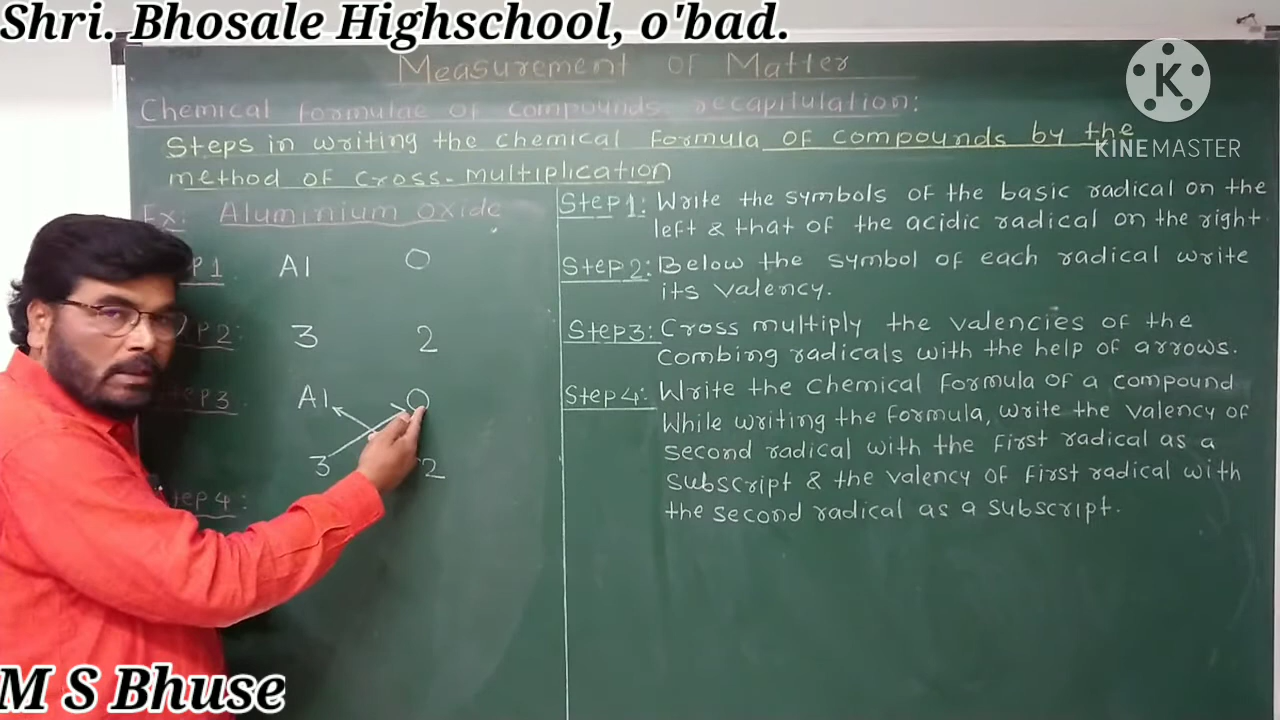 Shri. Bhosale Highschool, o'bad.
Measurement of Matter
K
KINEMASTER
Chemical formulae of compounds recapitulation:
Steps in writing the chemical formula of compounds by the
method of cross-multiplication
Ex: Aluminium oxide
P1 Al O
P2: 3 2
Step3 Al O
3 2
Step4:
Step1: Write the symbols of the basic radical on the
left & that of the acidic radical on the right
Step2: Below the symbol of each radical write
its valency.
Step3: Cross multiply the valencies of the
combing radicals with the help of arrows.
Step4: Write the chemical formula of a compound
While writing the formula, write the valency of
second radical with the first radical as a
subscript & the valency of first radical with
the second radical as a subscript.
M S Bhuse